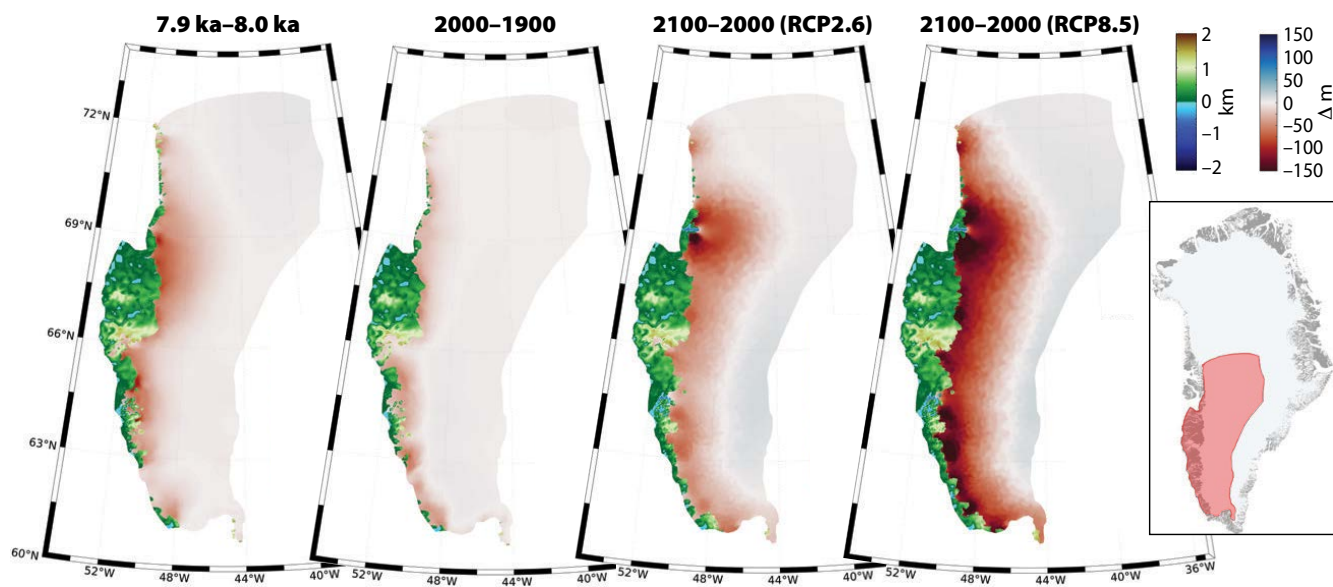 7.9 ka–8.0 ka
2000–1900
2100–2000 (RCP2.6)
2100–2000 (RCP8.5)
2
1
0
–1
–2
km
150
100
50
0
–50
–100
–150
Δ m
72°N
69°N
66°N
63°N
60°N
52°W
48°W
44°W
40°W
52°W
48°W
44°W
40°W
52°W
48°W
44°W
40°W
52°W
48°W
44°W
40°W
36°W